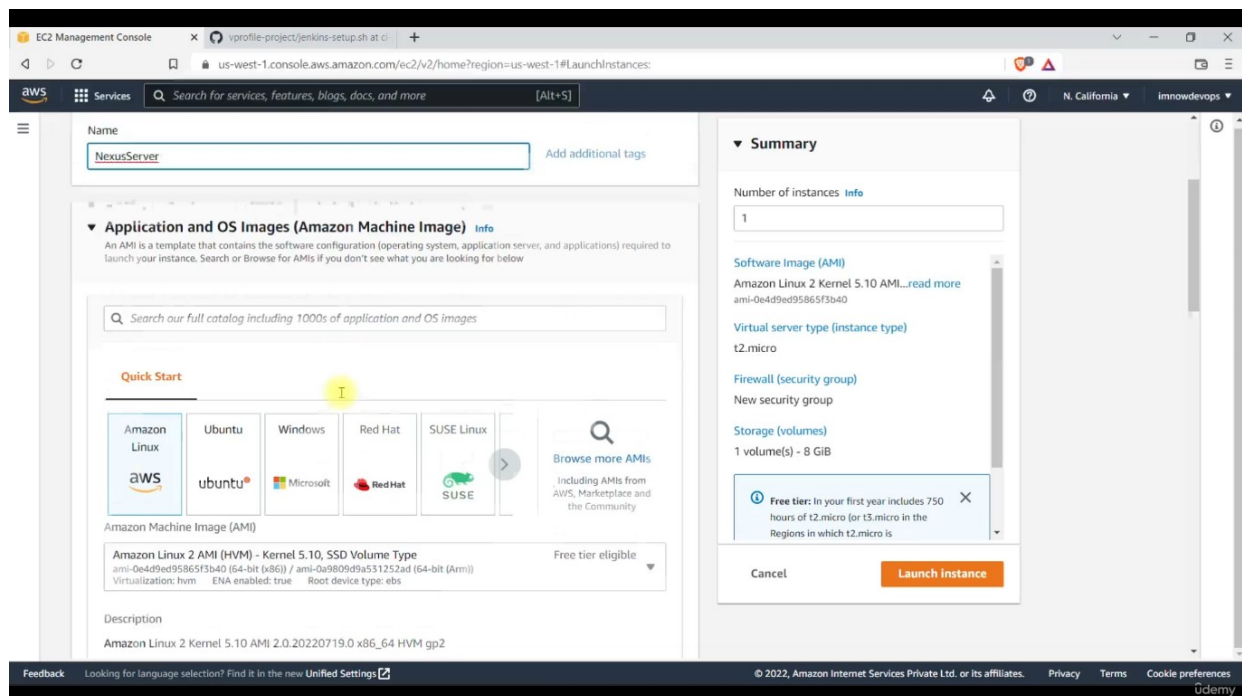 EC2 Management Console
vprofile-project/jenkins-setup.sh at ci-
us-west-1.console.aws.amazon.com/ec2/v2/home?region=us-west-1#LaunchInstances:
aws
Services
Search for services, features, blogs, docs, and more
[Alt+S]
N. California
imnowdevops
Name
NexusServer
Add additional tags
Application and OS Images (Amazon Machine Image) Info
An AMI is a template that contains the software configuration (operating system, application server, and applications) required to
launch your instance. Search or Browse for AMIs if you don't see what you are looking for below
Search our full catalog including 1000s of application and OS images
Quick Start
Amazon
Linux
aws
Ubuntu
ubuntu
Windows
Microsoft
Red Hat
Red Hat
SUSE Linux
SUSE
Browse more AMIs
Including AMIs from
AWS, Marketplace and
the Community
Amazon Machine Image (AMI)
Amazon Linux 2 AMI (HVM) - Kernel 5.10, SSD Volume Type
Free tier eligible
ami-0e4d9ed95865f3b40 (64-bit (x86)) / ami-0a9809d9a531252ad (64-bit (Arm))
Virtualization: hvm ENA enabled: true Root device type: ebs
Description
Amazon Linux 2 Kernel 5.10 AMI 2.0.20220719.0 x86_64 HVM gp2
Summary
Number of instances Info
1
Software Image (AMI)
Amazon Linux 2 Kernel 5.10 AMI...read more
ami-0e4d9ed95865f3b40
Virtual server type (instance type)
t2.micro
Firewall (security group)
New security group
Storage (volumes)
1 volume(s) - 8 GiB
Free tier: In your first year includes 750
hours of t2.micro (or t3.micro in the
Regions in which t2.micro is
Cancel
Launch instance
Feedback
Looking for language selection? Find it in the new Unified Settings
© 2022, Amazon Internet Services Private Ltd. or its affiliates.
Privacy
Terms
Cookie preferences
ûdemy